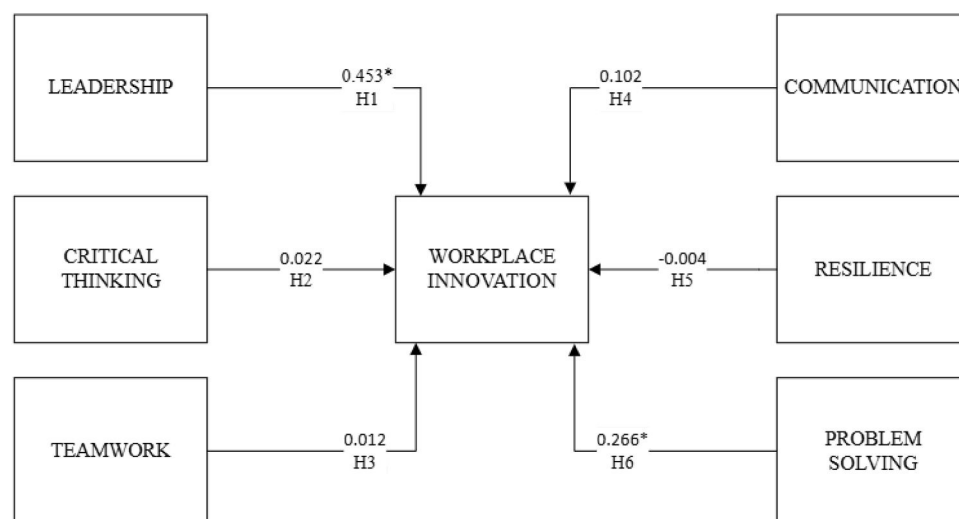 LEADERSHIP
0.453*
H1
0.102
H4
COMMUNICATION
CRITICAL
THINKING
0.022
H2
WORKPLACE
INNOVATION
-0.004
H5
RESILIENCE
TEAMWORK
0.012
H3
0.266*
H6
PROBLEM
SOLVING